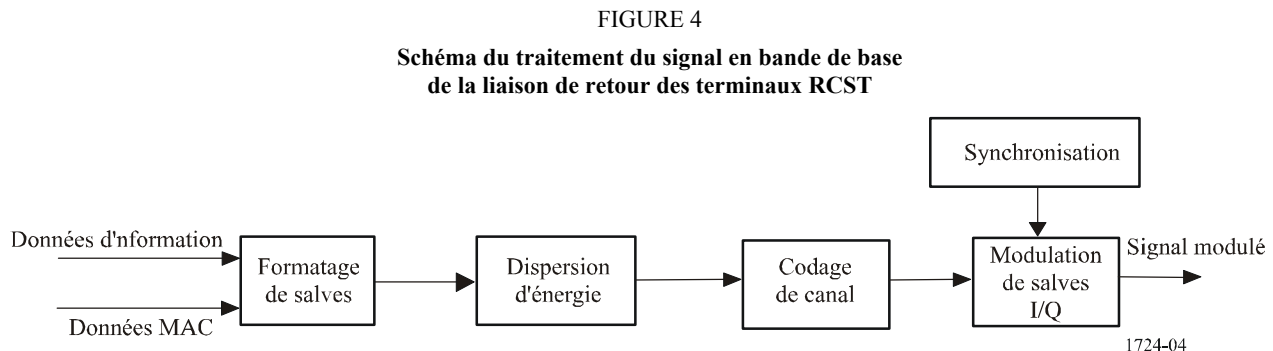 FIGURE 4
Schéma du traitement du signal en bande de base
de la liaison de retour des terminaux RCST
Synchronisation
Données d'nformation
Données MAC
Formatage
de salves
Dispersion
d'énergie
Codage
de canal
Modulation
de salves
I/Q
Signal modulé
1724-04